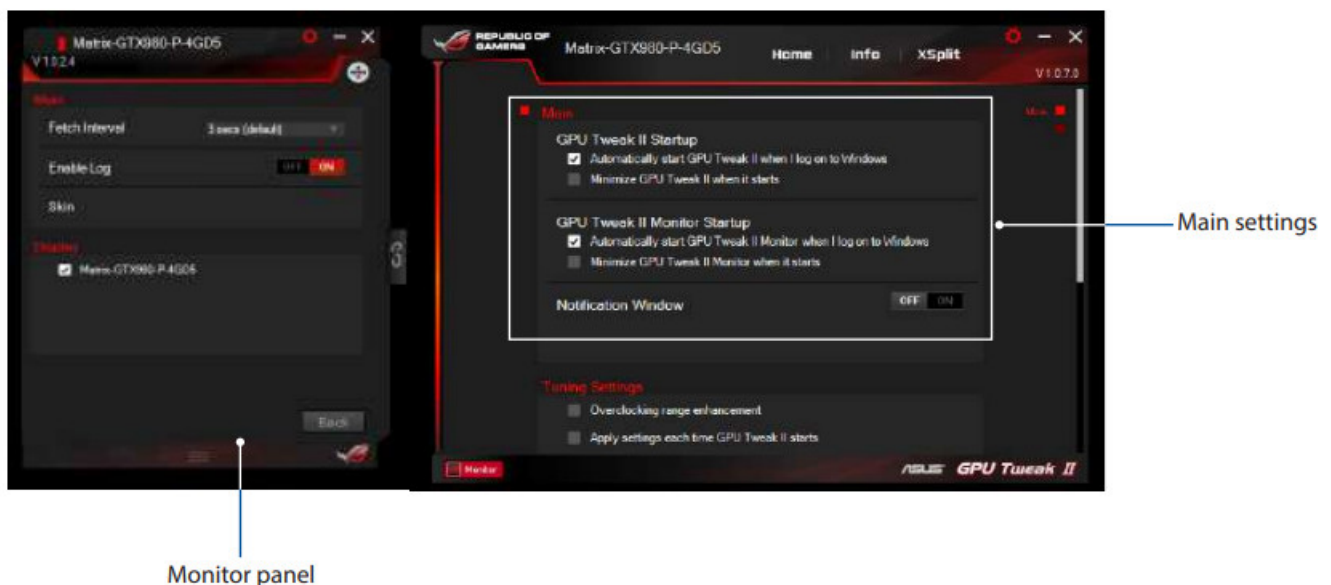 Matrix-GTX980-P-4GD5
V1.0.2.4
Main
Fetch Interval
3 secs (default)
Enable Log
OFF ON
Skin
Display
Matrix-GTX980-P-4GD5
Back
Monitor panel
REPUBLIC OF
GAMERS
Matrix-GTX980-P-4GD5
Home
Info
XSplit
V1.0.7.0
Main
Main
GPU Tweak II Startup
Automatically start GPU Tweak II when I log on to Windows
Minimize GPU Tweak II when it starts
GPU Tweak II Monitor Startup
Automatically start GPU Tweak II Monitor when I log on to Windows
Minimize GPU Tweak II Monitor when it starts
Notification Window
OFF ON
Tuning Settings
Overclocking range enhancement
Apply settings each time GPU Tweak II starts
Monitor
ASUS GPU Tweak II
Main settings